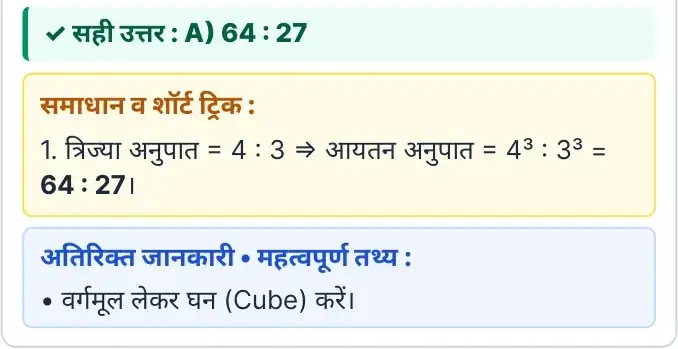 ✓ सही उत्तर : A) 64 : 27
समाधान व शॉर्ट ट्रिक :
1. त्रिज्या अनुपात = 4 : 3 ⇒ आयतन अनुपात = 4³ : 3³ =
64 : 27।
अतिरिक्त जानकारी • महत्वपूर्ण तथ्य :
• वर्गमूल लेकर घन (Cube) करें।